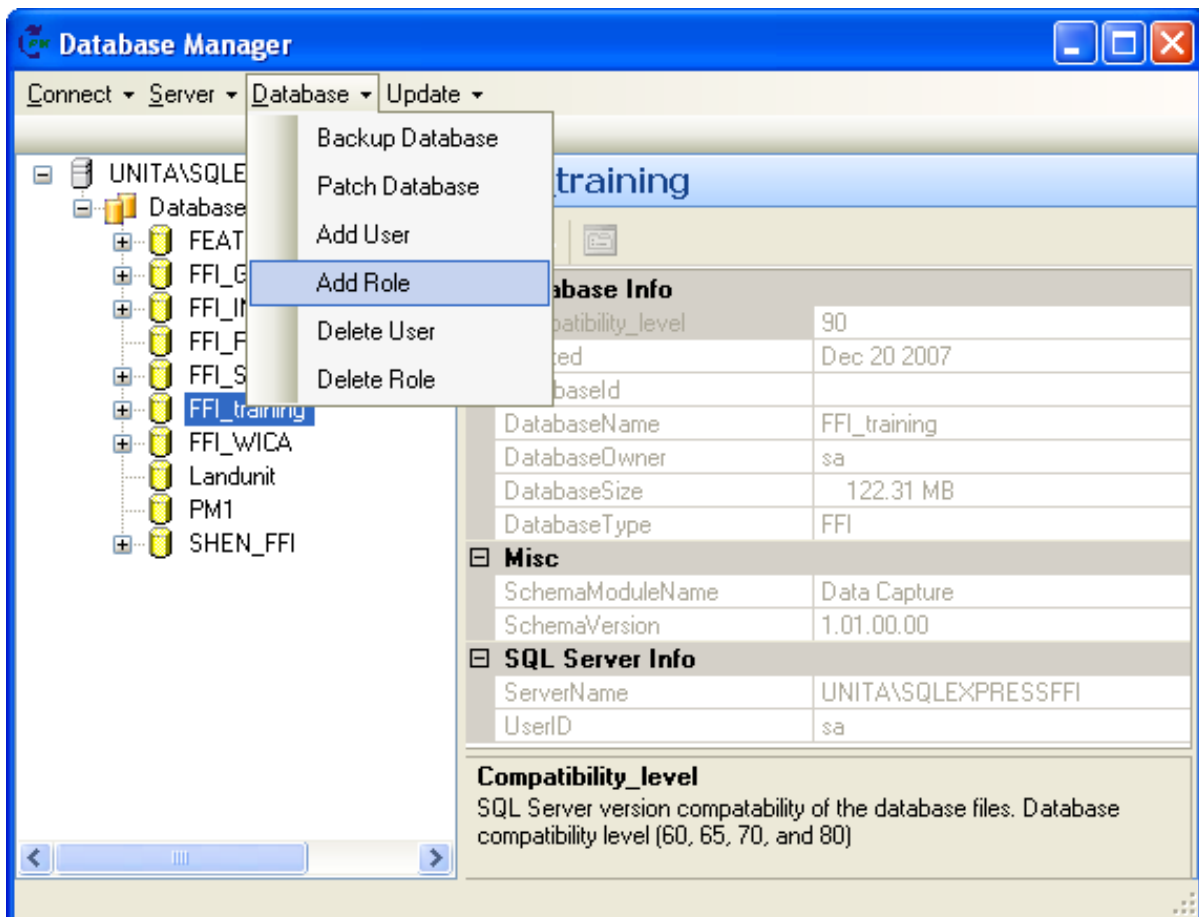 Database Manager
Connect Server Database Update
Backup Database
Patch Database
Add User
Add Role
Delete User
Delete Role
UNITA\SQLE
Database
FEAT
FFI_G
FFI_
FFI_F
FFI_S
FFI_training
FFI_WICA
Landunit
PM1
SHEN_FFI
training
abase Info
patibility_level 90
ted Dec 20 2007
baseId
DatabaseName FFI_training
DatabaseOwner sa
DatabaseSize 122.31 MB
DatabaseType FFI
Misc
SchemaModuleName Data Capture
SchemaVersion 1.01.00.00
SQL Server Info
ServerName UNITA\SQLEXPRESSFFI
UserID sa
Compatibility_level
SQL Server version compatability of the database files. Database
compatibility level (60, 65, 70, and 80)